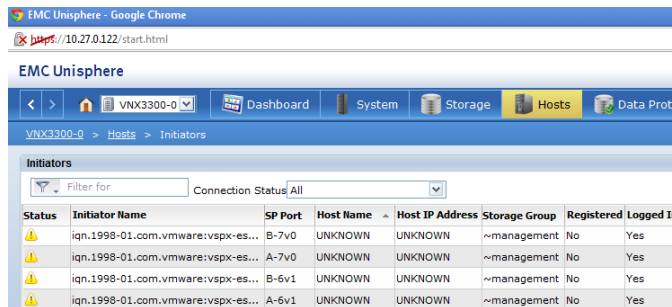 EMC Unisphere - Google Chrome
https://10.27.0.122/start.html
EMC Unisphere
VNX3300-0 Dashboard System Storage Hosts Data Prot
VNX3300-0 > Hosts > Initiators
Initiators
Filter for Connection Status All
Status Initiator Name SP Port Host Name Host IP Address Storage Group Registered Logged I
iqn.1998-01.com.vmware:vspx-es... B-7v0 UNKNOWN UNKNOWN ~management No Yes
iqn.1998-01.com.vmware:vspx-es... A-7v0 UNKNOWN UNKNOWN ~management No Yes
iqn.1998-01.com.vmware:vspx-es... B-6v1 UNKNOWN UNKNOWN ~management No Yes
iqn.1998-01.com.vmware:vspx-es... A-6v1 UNKNOWN UNKNOWN ~management No Yes